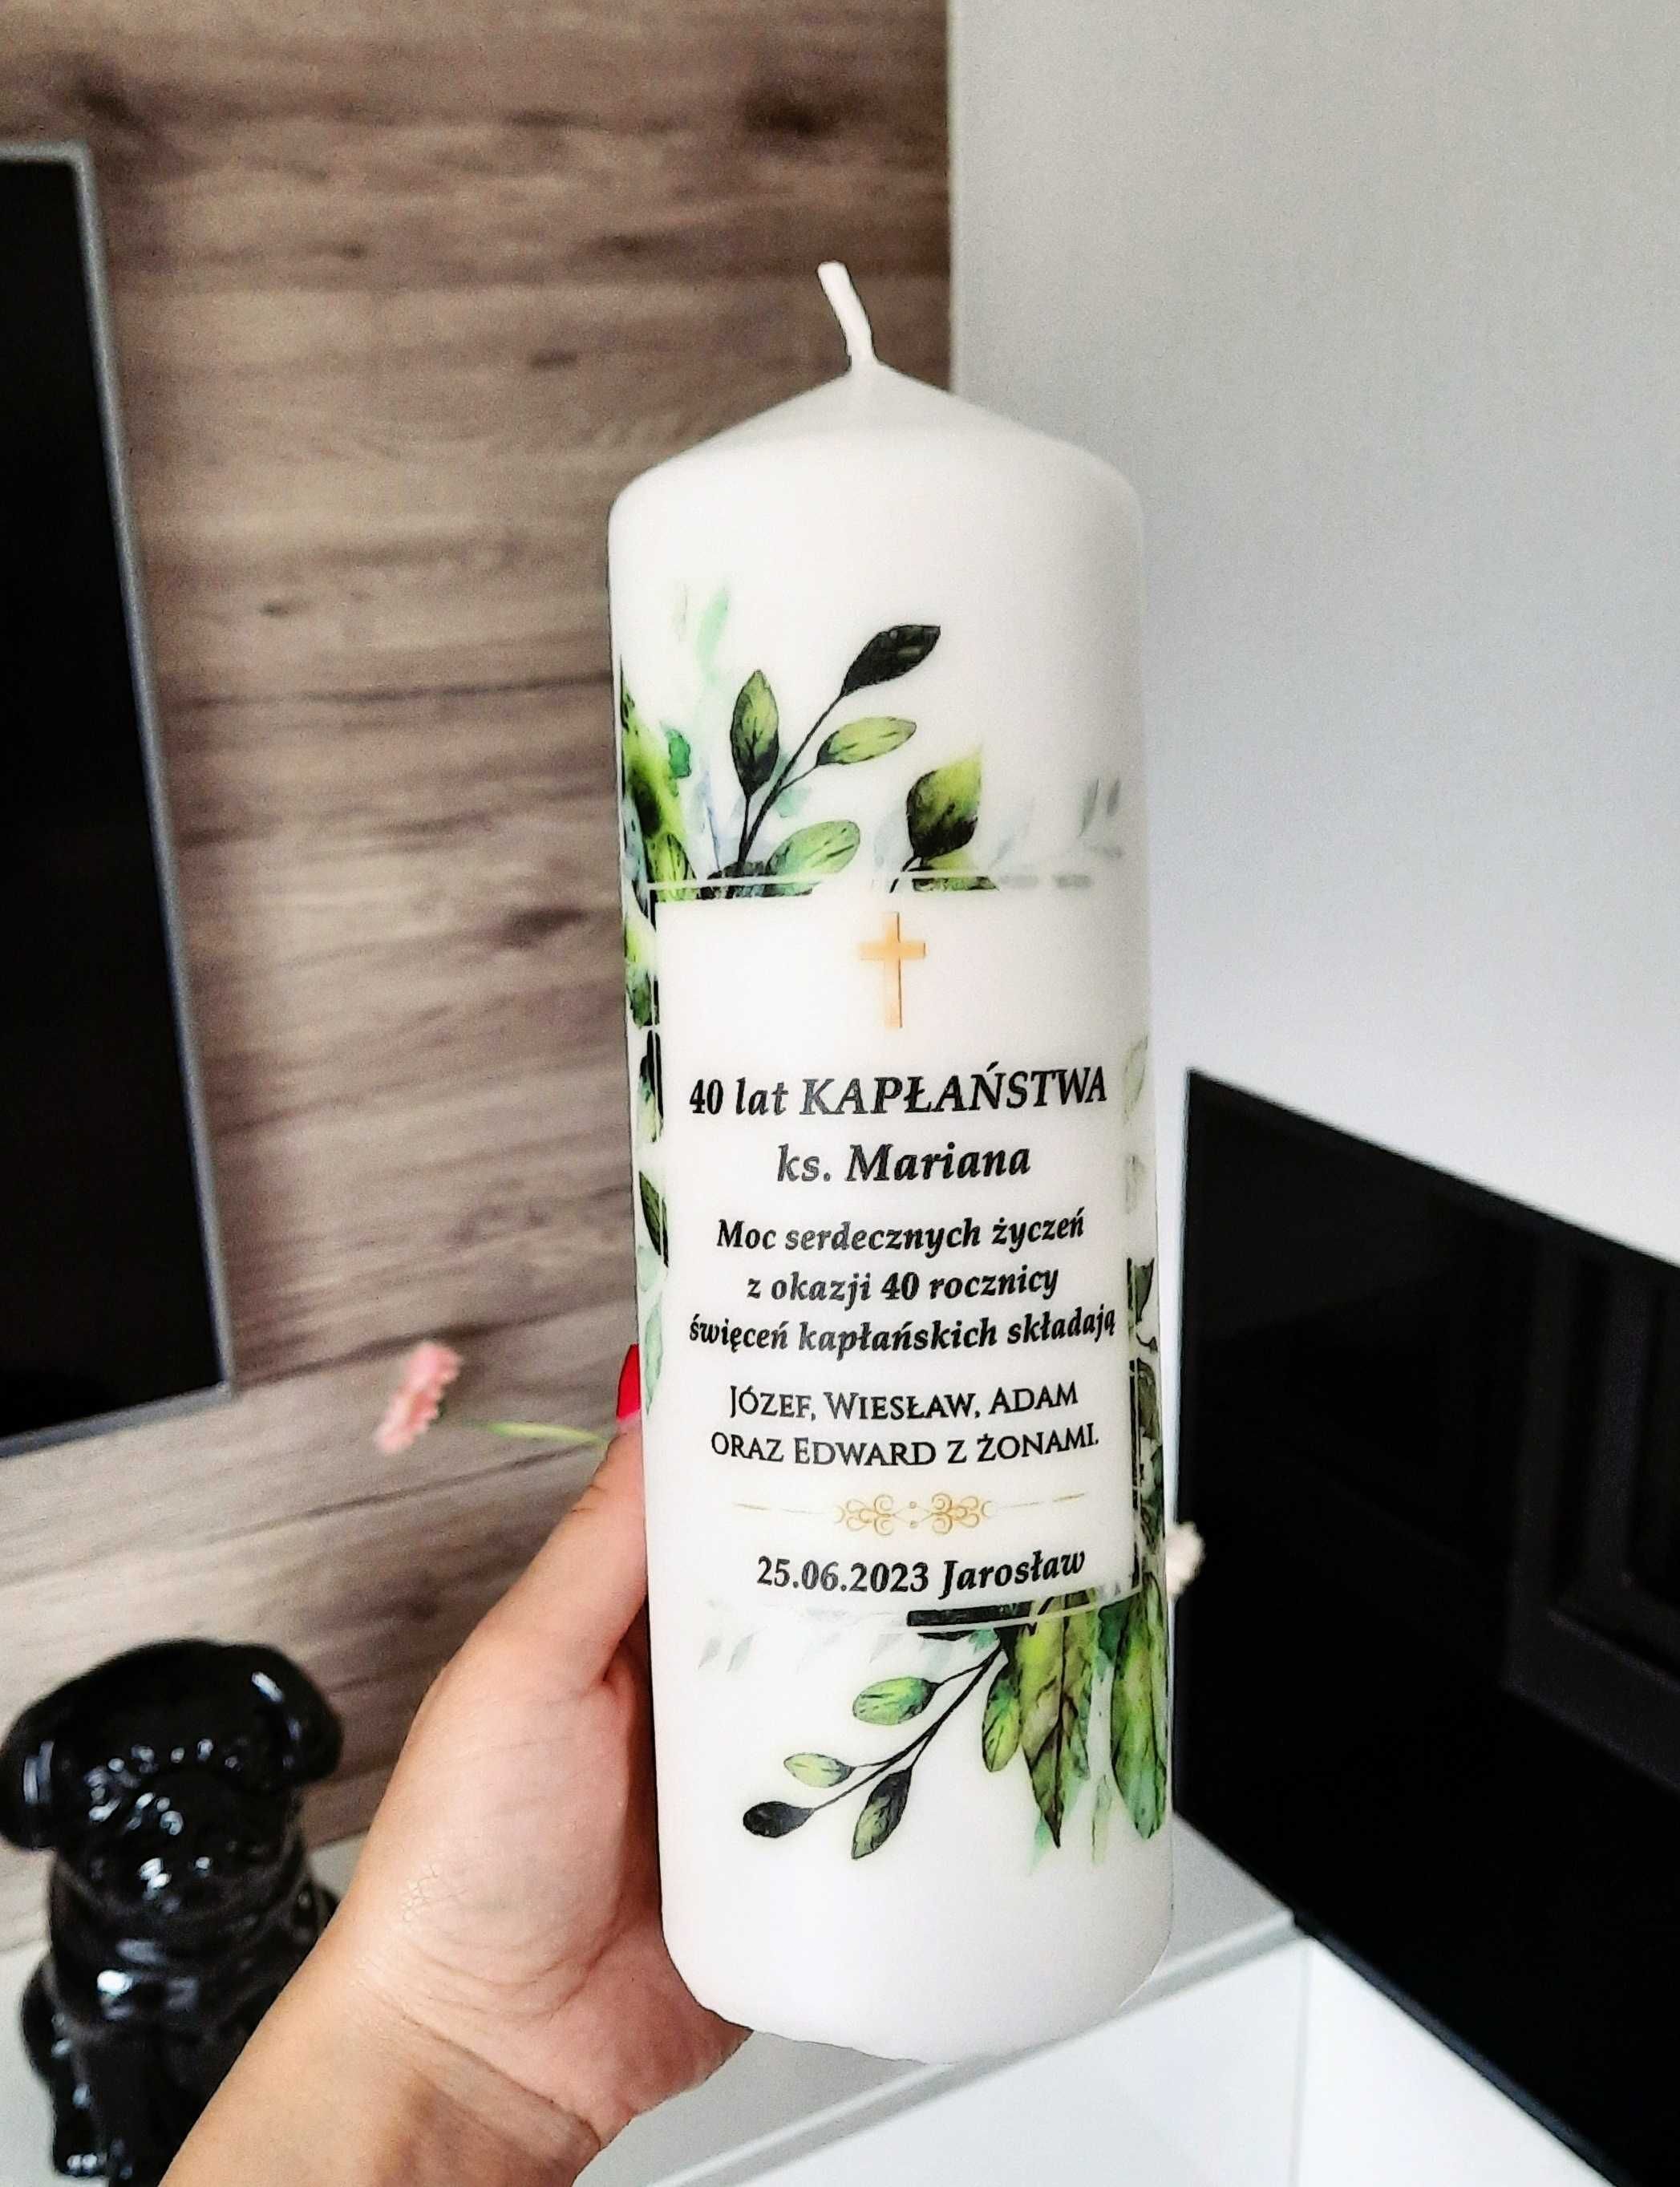 40 lat KAPŁAŃSTWA
ks. Mariana
Moc serdecznych życzeń
z okazji 40 rocznicy
święceń kapłańskich składają
JÓZEF, WIESŁAW, ADAM
ORAZ EDWARD Z ŻONAMI.
25.06.2023 Jarosław